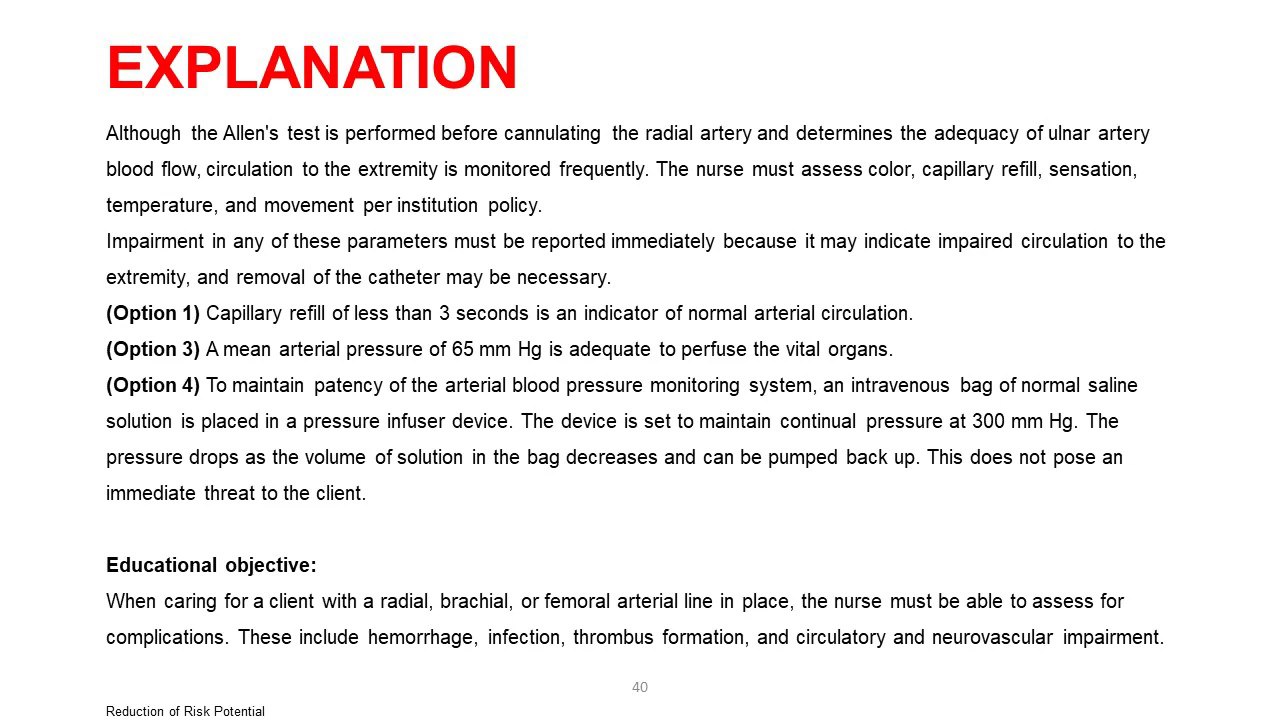 EXPLANATION
Although the Allen's test is performed before cannulating the radial artery and determines the adequacy of ulnar artery
blood flow, circulation to the extremity is monitored frequently. The nurse must assess color, capillary refill, sensation,
temperature, and movement per institution policy.
Impairment in any of these parameters must be reported immediately because it may indicate impaired circulation to the
extremity, and removal of the catheter may be necessary.
(Option 1) Capillary refill of less than 3 seconds is an indicator of normal arterial circulation.
(Option 3) A mean arterial pressure of 65 mm Hg is adequate to perfuse the vital organs.
(Option 4) To maintain patency of the arterial blood pressure monitoring system, an intravenous bag of normal saline
solution is placed in a pressure infuser device. The device is set to maintain continual pressure at 300 mm Hg. The
pressure drops as the volume of solution in the bag decreases and can be pumped back up. This does not pose an
immediate threat to the client.
Educational objective:
When caring for a client with a radial, brachial, or femoral arterial line in place, the nurse must be able to assess for
complications. These include hemorrhage, infection, thrombus formation, and circulatory and neurovascular impairment.
40
Reduction of Risk Potential